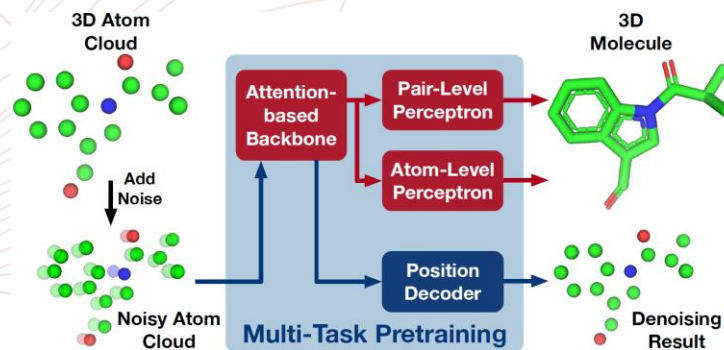 3D Atom
Cloud
Add
Noise
Noisy Atom
Cloud
Attention-
based
Backbone
Pair-Level
Perceptron
Atom-Level
Perceptron
Position
Decoder
Multi-Task Pretraining
3D
Molecule
Denoising
Result